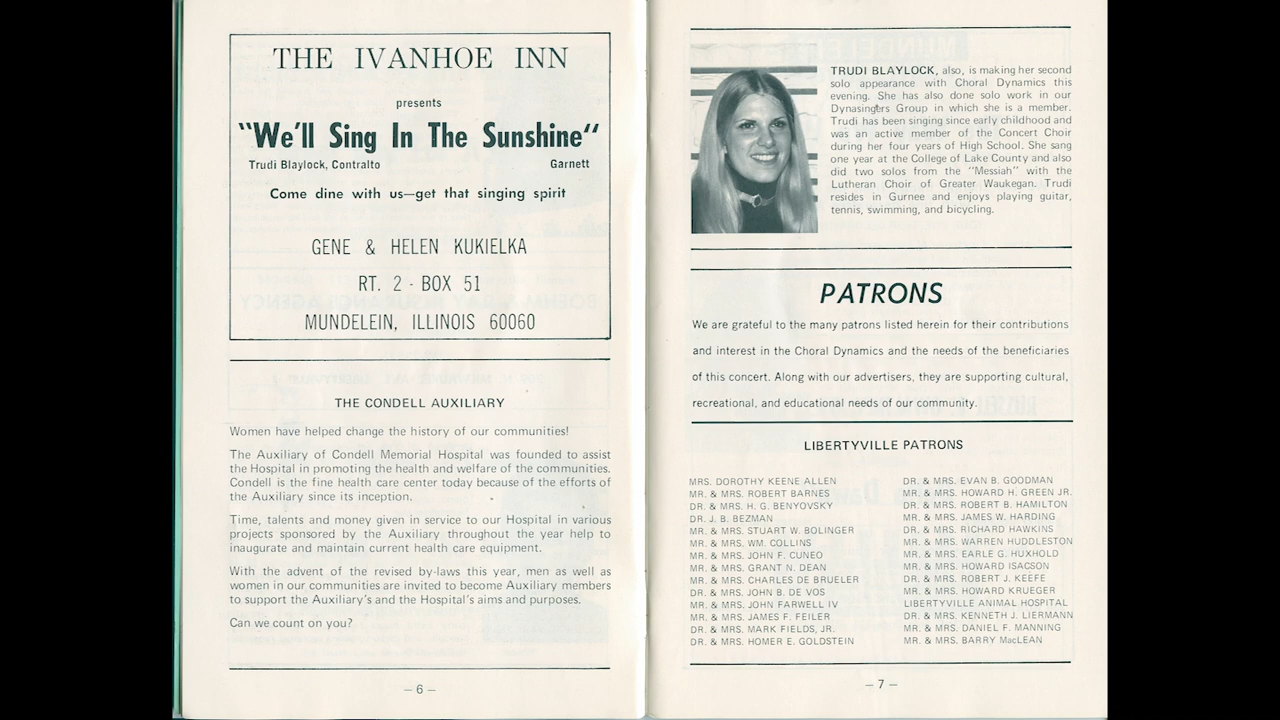 THE IVANHOE INN
presents
"We'll Sing In The Sunshine"
Trudi Blaylock, Contralto Garnett
Come dine with us—get that singing spirit
GENE & HELEN KUKIELKA
RT. 2 - BOX 51
MUNDELEIN, ILLINOIS 60060
THE CONDELL AUXILIARY
Women have helped change the history of our communities!
The Auxiliary of Condell Memorial Hospital was founded to assist
the Hospital in promoting the health and welfare of the communities.
Condell is the fine health care center today because of the efforts of
the Auxiliary since its inception.
Time, talents and money given in service to our Hospital in various
projects sponsored by the Auxiliary throughout the year help to
inaugurate and maintain current health care equipment.
With the advent of the revised by-laws this year, men as well as
women in our communities are invited to become Auxiliary members
to support the Auxiliary's and the Hospital's aims and purposes.
Can we count on you?
— 6 —
TRUDI BLAYLOCK, also, is making her second
solo appearance with Choral Dynamics this
evening. She has also done solo work in our
Dynasingers Group in which she is a member.
Trudi has been singing since early childhood and
was an active member of the Concert Choir
during her four years of High School. She sang
one year at the College of Lake County and also
did two solos from the "Messiah" with the
Lutheran Choir of Greater Waukegan. Trudi
resides in Gurnee and enjoys playing guitar,
tennis, swimming, and bicycling.
PATRONS
We are grateful to the many patrons listed herein for their contributions
and interest in the Choral Dynamics and the needs of the beneficiaries
of this concert. Along with our advertisers, they are supporting cultural,
recreational, and educational needs of our community.
LIBERTYVILLE PATRONS
MRS. DOROTHY KEENE ALLEN
MR. & MRS. ROBERT BARNES
DR. & MRS. H. G. BENYOVSKY
DR. J. B. BEZMAN
MR. & MRS. STUART W. BOLINGER
MR. & MRS. WM. COLLINS
MR. & MRS. JOHN F. CUNEO
MR. & MRS. GRANT N. DEAN
MR. & MRS. CHARLES DE BRUELER
DR. & MRS. JOHN B. DE VOS
MR. & MRS. JOHN FARWELL IV
MR. & MRS. JAMES F. FEILER
DR. & MRS. MARK FIELDS, JR.
DR. & MRS. HOMER E. GOLDSTEIN
DR. & MRS. EVAN B. GOODMAN
MR. & MRS. HOWARD H. GREEN JR.
DR. & MRS. ROBERT B. HAMILTON
MR. & MRS. JAMES W. HARDING
DR. & MRS. RICHARD HAWKINS
MR. & MRS. WARREN HUDDLESTON
MR. & MRS. EARLE G. HUXHOLD
MR. & MRS. HOWARD ISACSON
DR. & MRS. ROBERT J. KEEFE
MR. & MRS. HOWARD KRUEGER
LIBERTYVILLE ANIMAL HOSPITAL
DR. & MRS. KENNETH J. LIERMANN
MR. & MRS. DANIEL F. MANNING
MR. & MRS. BARRY MacLEAN
— 7 —